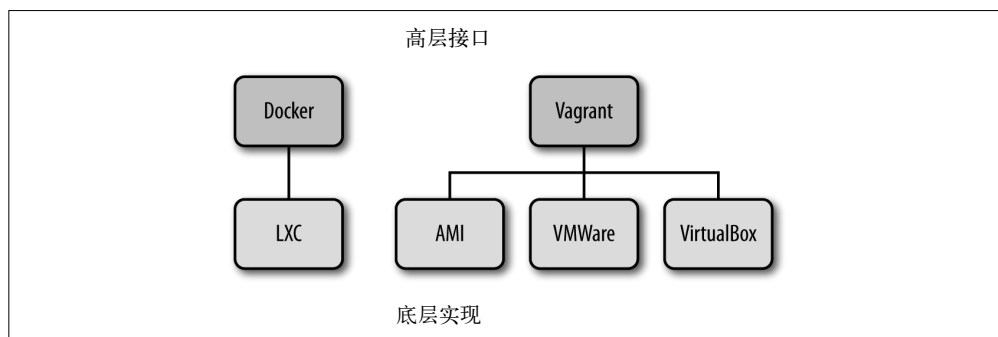 高层接口
Docker
Vagrant
LXC
AMI
VMWare
VirtualBox
底层实现